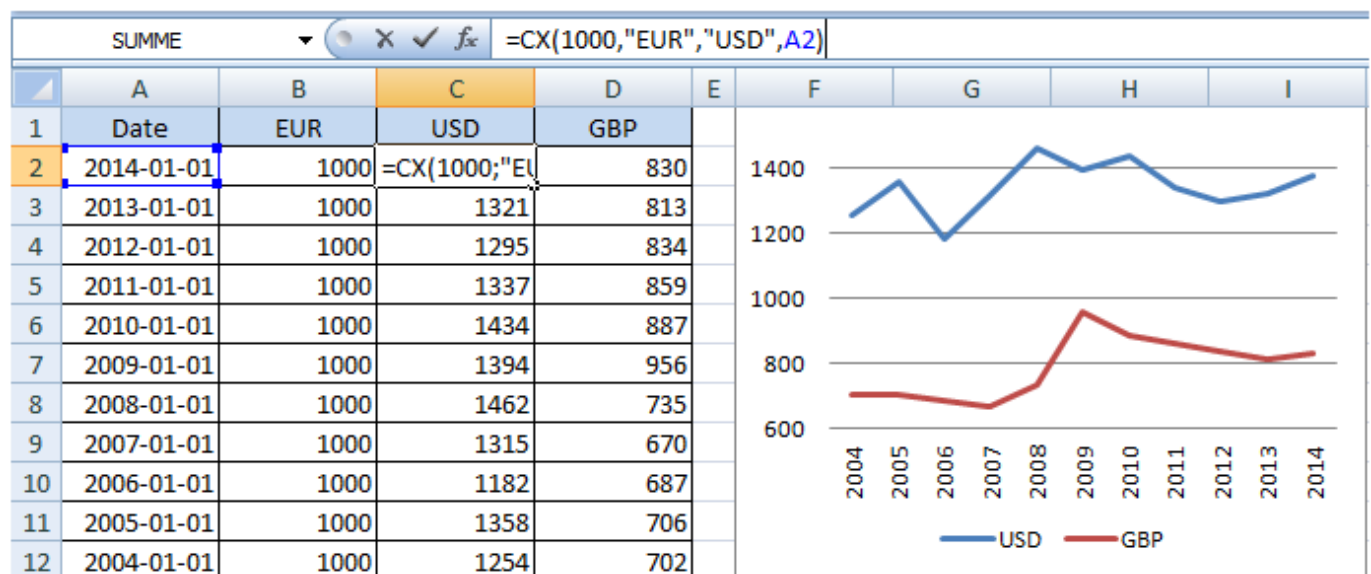 SUMME fx =CX(1000,"EUR","USD",A2)
A B C D E F G H I
1 Date EUR USD GBP
2 2014-01-01 1000 =CX(1000;"EU 830
3 2013-01-01 1000 1321 813
4 2012-01-01 1000 1295 834
5 2011-01-01 1000 1337 859
6 2010-01-01 1000 1434 887
7 2009-01-01 1000 1394 956
8 2008-01-01 1000 1462 735
9 2007-01-01 1000 1315 670
10 2006-01-01 1000 1182 687
11 2005-01-01 1000 1358 706
12 2004-01-01 1000 1254 702
1400
1200
1000
800
600
2004 2005 2006 2007 2008 2009 2010 2011 2012 2013 2014
USD GBP